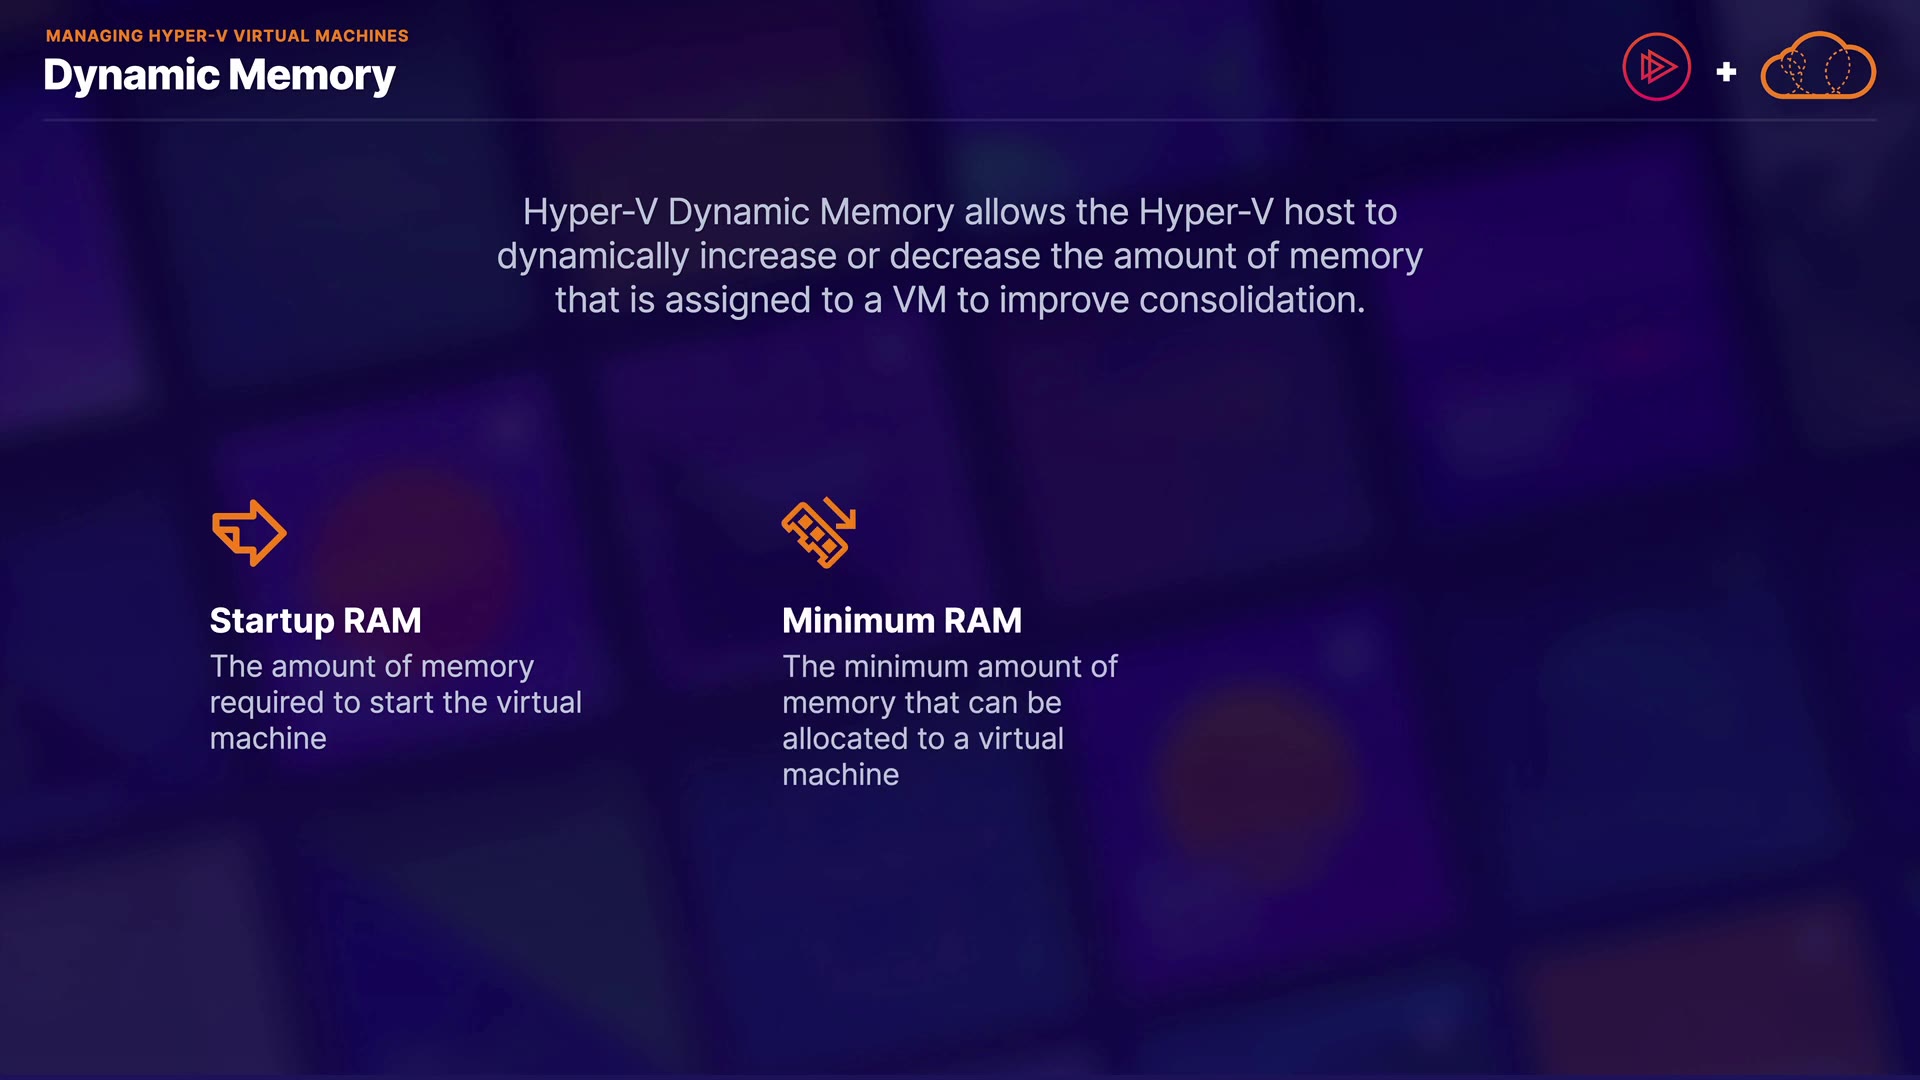 MANAGING HYPER-V VIRTUAL MACHINES
Dynamic Memory
Hyper-V Dynamic Memory allows the Hyper-V host to
dynamically increase or decrease the amount of memory
that is assigned to a VM to improve consolidation.
Startup RAM
The amount of memory
required to start the virtual
machine
Minimum RAM
The minimum amount of
memory that can be
allocated to a virtual
machine